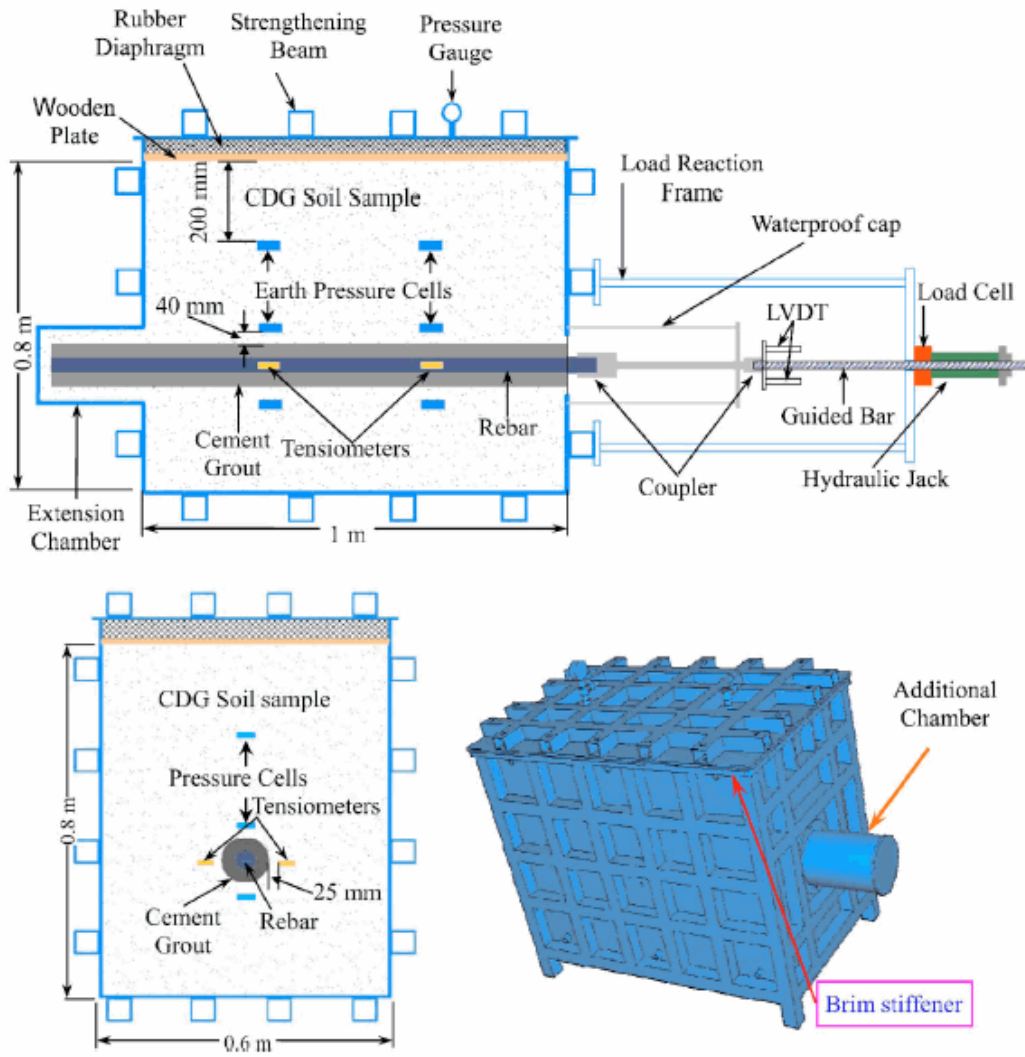 Rubber
Diaphragm
Strengthening
Beam
Pressure
Gauge
Wooden
Plate
Load Reaction
Frame
200 mm
CDG Soil Sample
Waterproof cap
Earth Pressure Cells
40 mm
Load Cell
LVDT
0.8 m
Cement
Grout
Tensiometers
Rebar
Guided Bar
Coupler
Hydraulic Jack
Extension
Chamber
1 m
CDG Soil sample
Additional
Chamber
Pressure Cells
Tensiometers
0.8 m
25 mm
Cement
Grout
Rebar
Brim stiffener
0.6 m